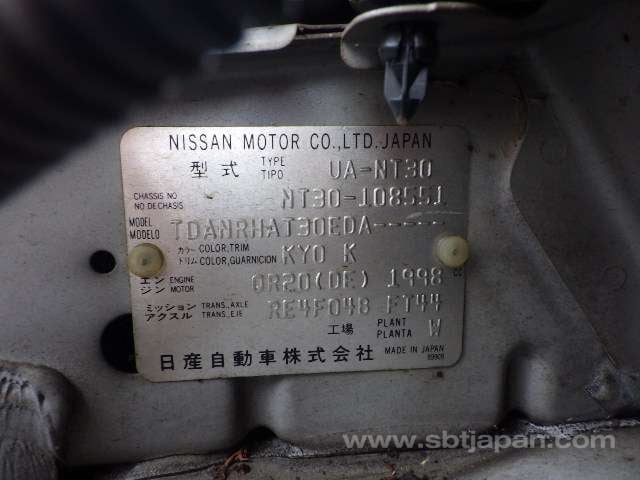 NISSAN MOTOR CO.,LTD.JAPAN
型式 TYPE TIPO UA-NT30
CHASSIS NO NO DECHASIS NT30-108551
MODEL MODELO TDANRHAT30EDA------
カラー トリム COLOR,TRIM COLOR,GUARNICION KY0 K
エンジン ENGINE MOTOR QR20(DE) 1998 CC
ミッション アクスル TRANS.,AXLE TRANS.,EJE RE4F04B FT44
工場 PLANT PLANTA W
日産自動車株式会社 MADE IN JAPAN
www.sbtjapan.com